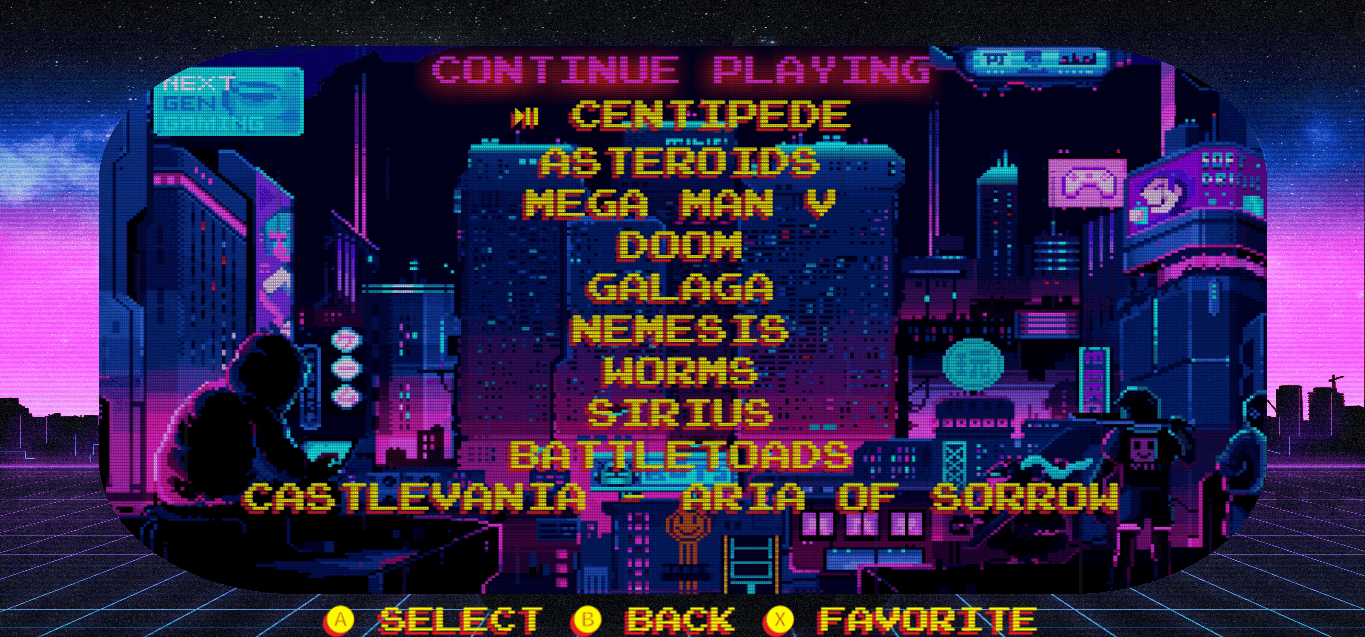 CONTINUE PLAYING
NEXT
GEN
CENTIPEDE
ASTEROIDS
MEGA MAN V
DOOM
GALAGA
NEMESIS
WORMS
SIRIUS
BATTLETOADS
CASTLEVANIA ARIA OF SORROW
A SELECT B BACK X FAVORITE